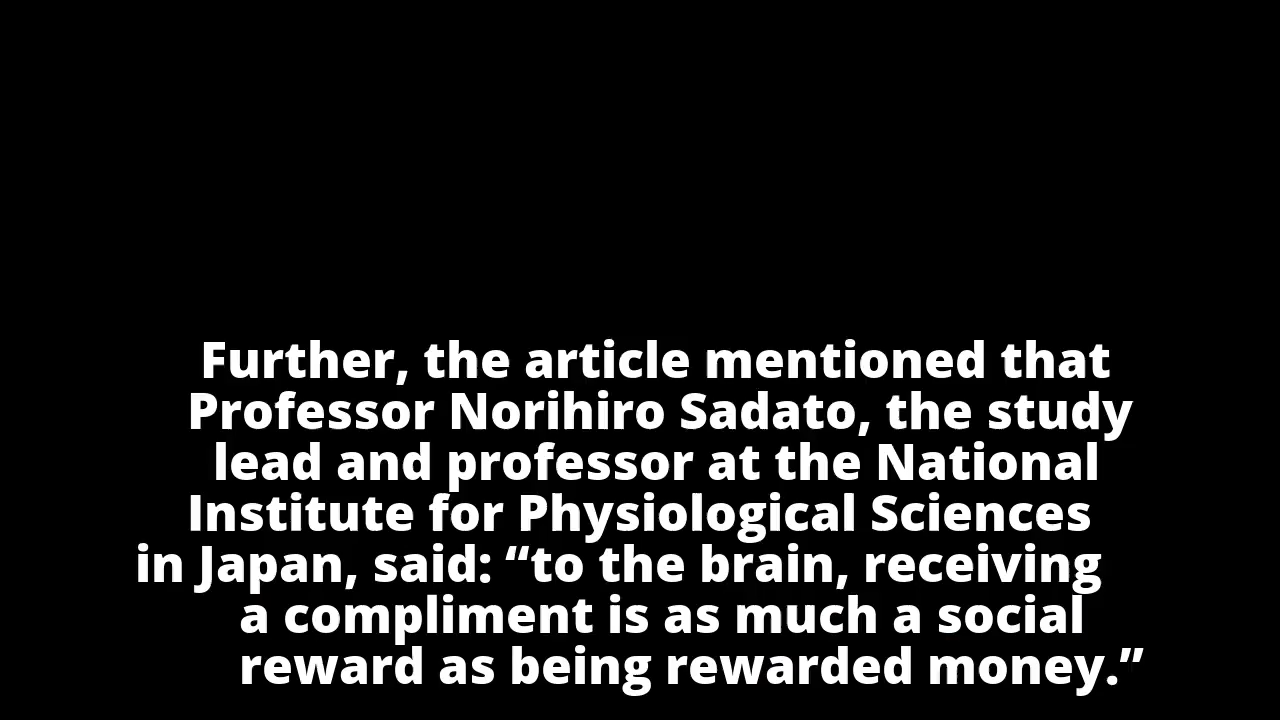 Further, the article mentioned that
Professor Norihiro Sadato, the study
lead and professor at the National
Institute for Physiological Sciences
in Japan, said: “to the brain, receiving
a compliment is as much a social
reward as being rewarded money.”